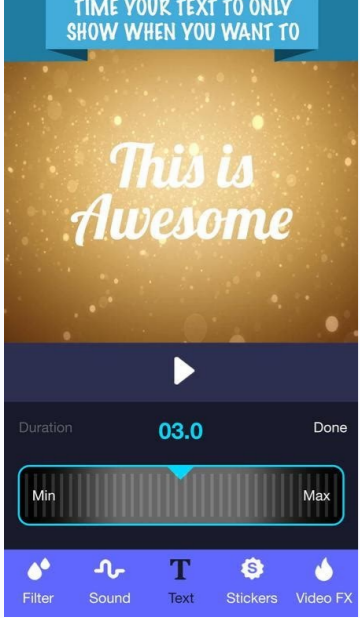 TIME YOUR TEXT TO ONLY
SHOW WHEN YOU WANT TO
This is
Awesome
Duration
03.0
Done
Min
Max
T
S
Filter
Sound
Text
Stickers
Video FX